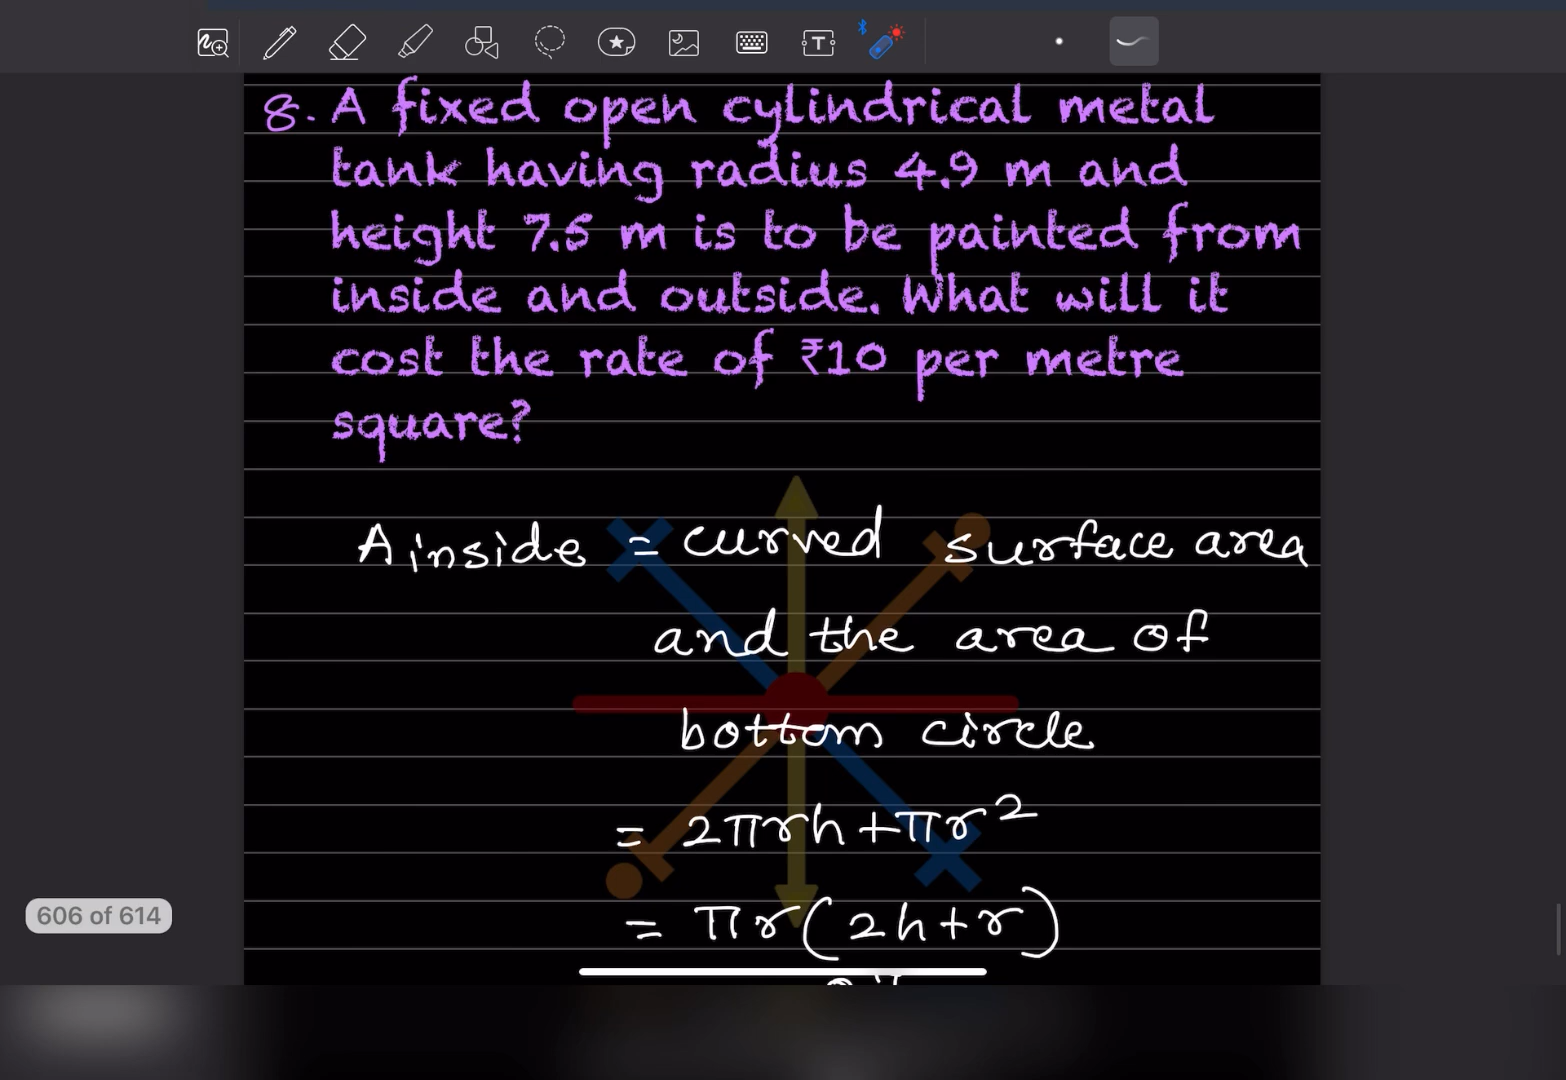 8. A fixed open cylindrical metal
tank having radius 4.9 m and
height 7.5 m is to be painted from
inside and outside. What will it
cost the rate of ₹10 per metre
square?
A inside = curved surface area
and the area of
bottom circle
= 2πrh+πr²
= πr(2h+r)
606 of 614